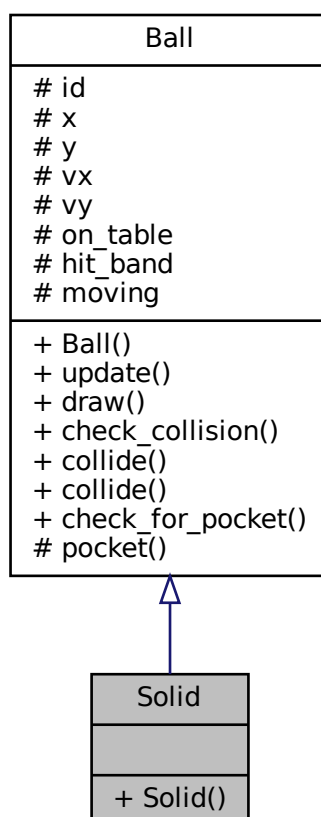 Ball
# id
# x
# y
# vx
# vy
# on_table
# hit_band
# moving
+ Ball()
+ update()
+ draw()
+ check_collision()
+ collide()
+ collide()
+ check_for_pocket()
# pocket()
Solid
+ Solid()